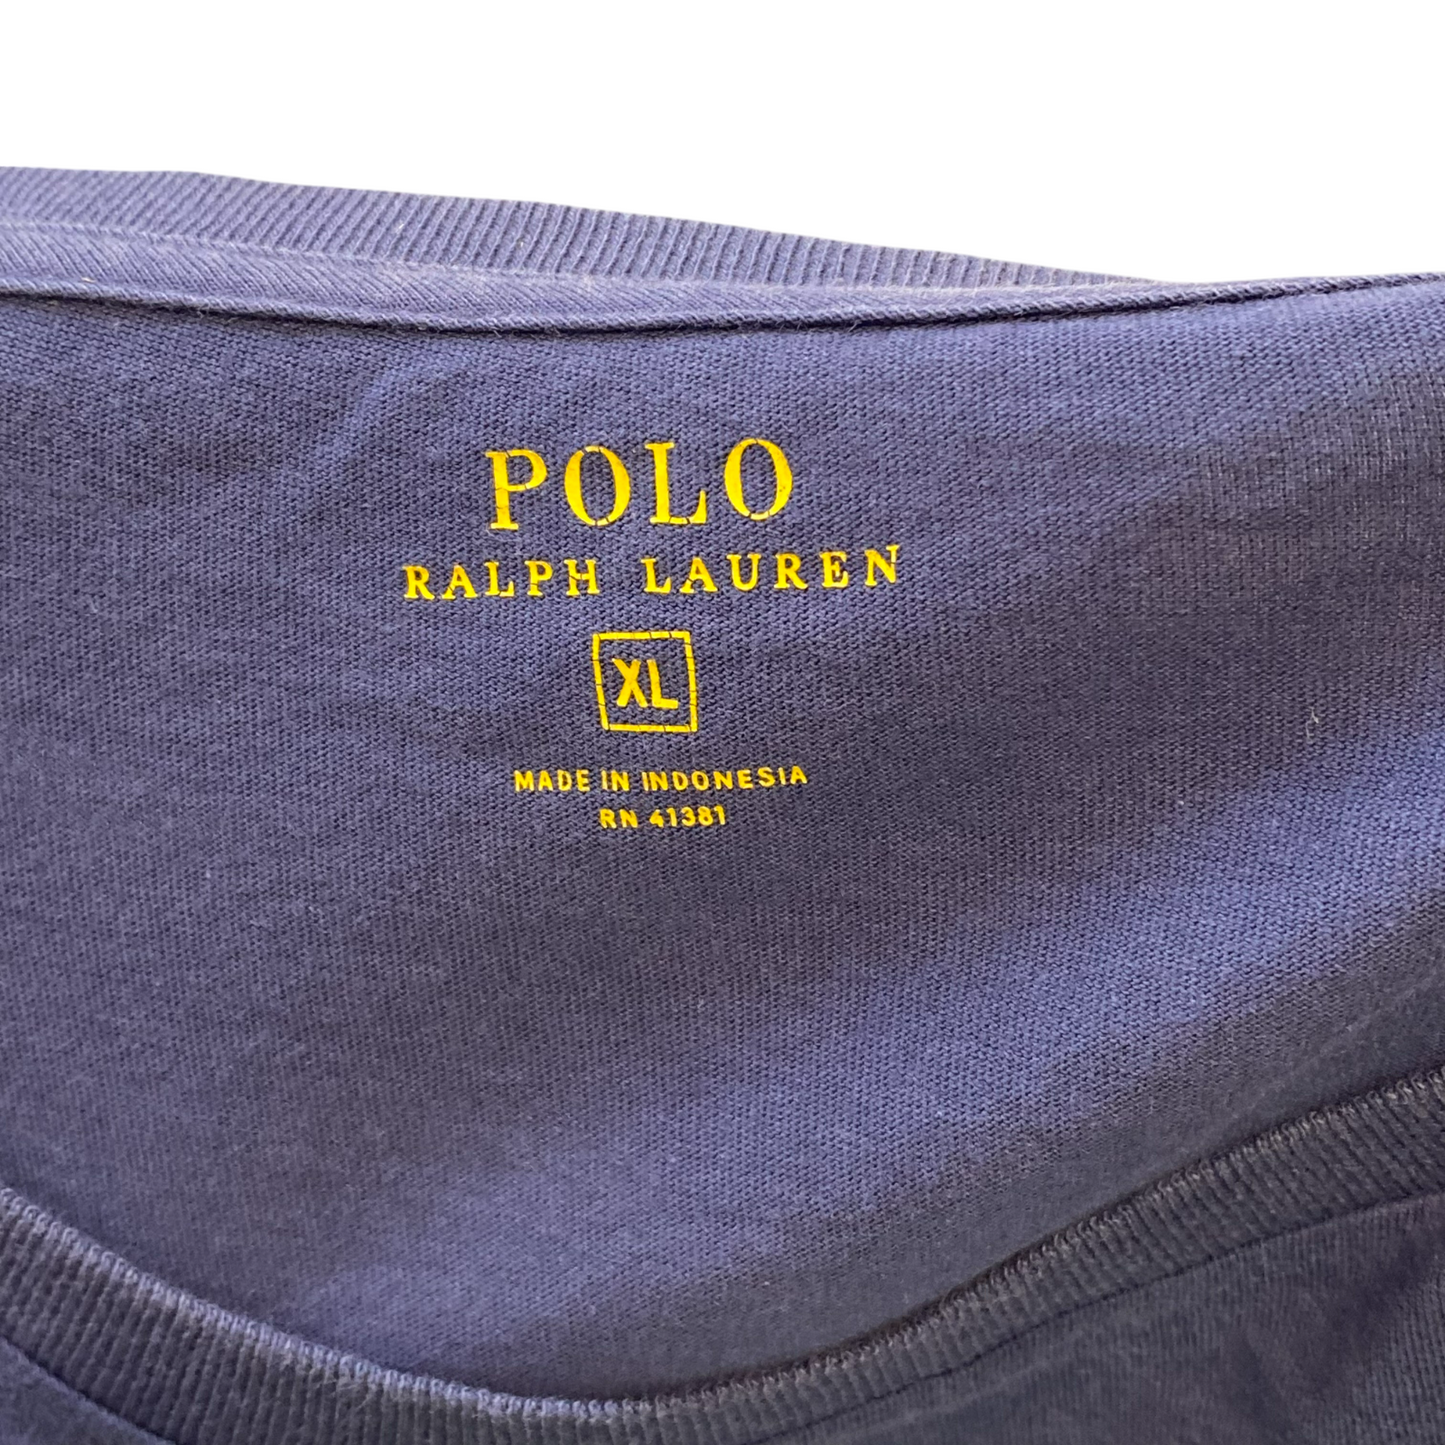 POLO
RALPH LAUREN
XL
MADE IN INDONESIA
RN 41381